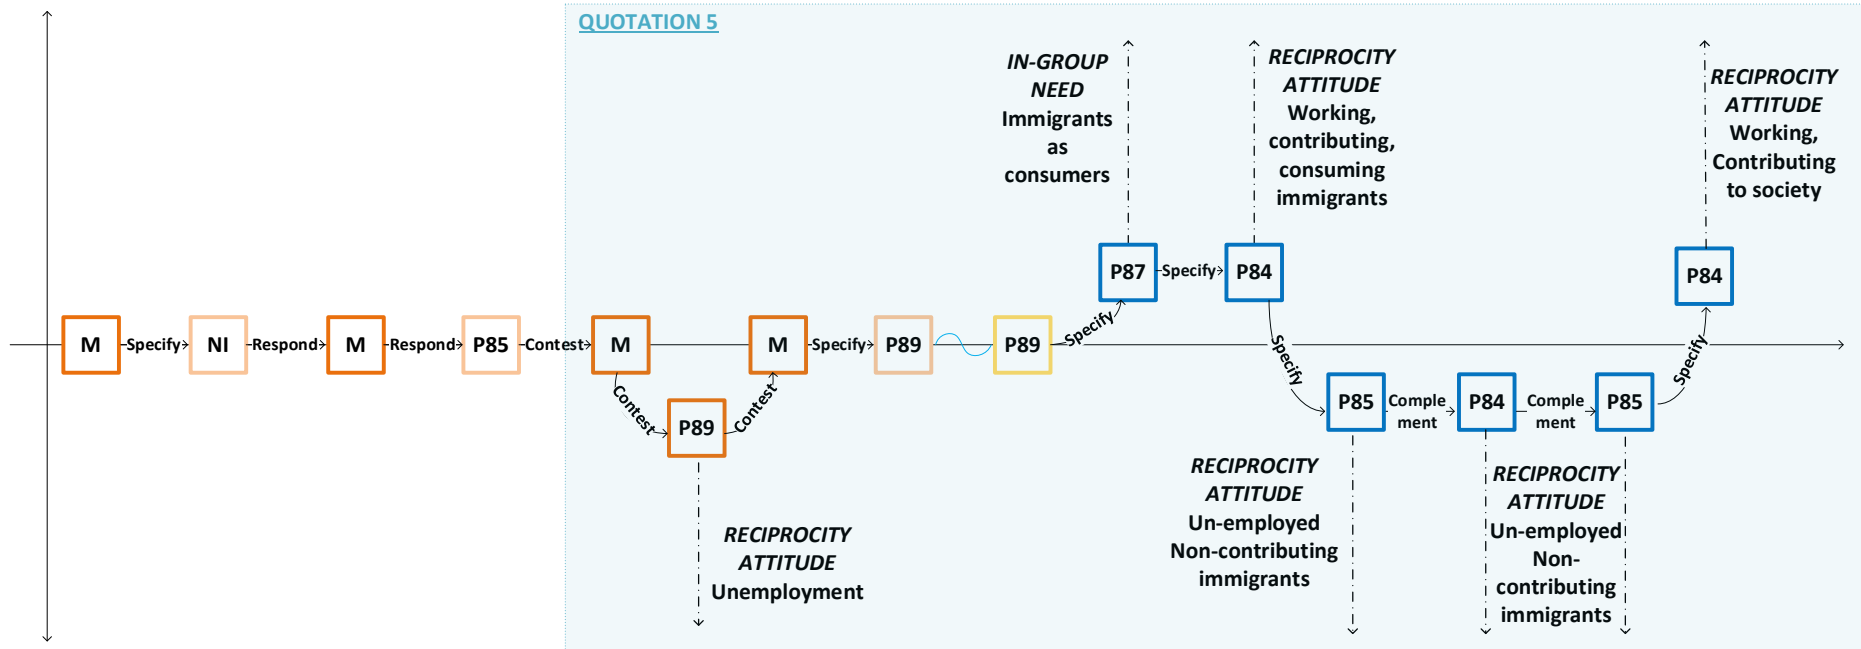 QUOTATION 5
IN-GROUP
NEED
Immigrants
as
consumers
RECIPROCITY
ATTITUDE
Working,
contributing,
consuming
immigrants
RECIPROCITY
ATTITUDE
Working,
Contributing
to society
P87
Specify
P84
P84
M
Specify
NI
Respond
M
Respond
P85
Contest
M
M
Specify
P89
P89
Specify
Specify
Specify
Contest
P89
Contest
P85
Comple
ment
P84
Comple
ment
P85
RECIPROCITY
ATTITUDE
Unemployment
RECIPROCITY
ATTITUDE
Un-employed
Non-contributing
immigrants
RECIPROCITY
ATTITUDE
Un-employed
Non-
contributing
immigrants